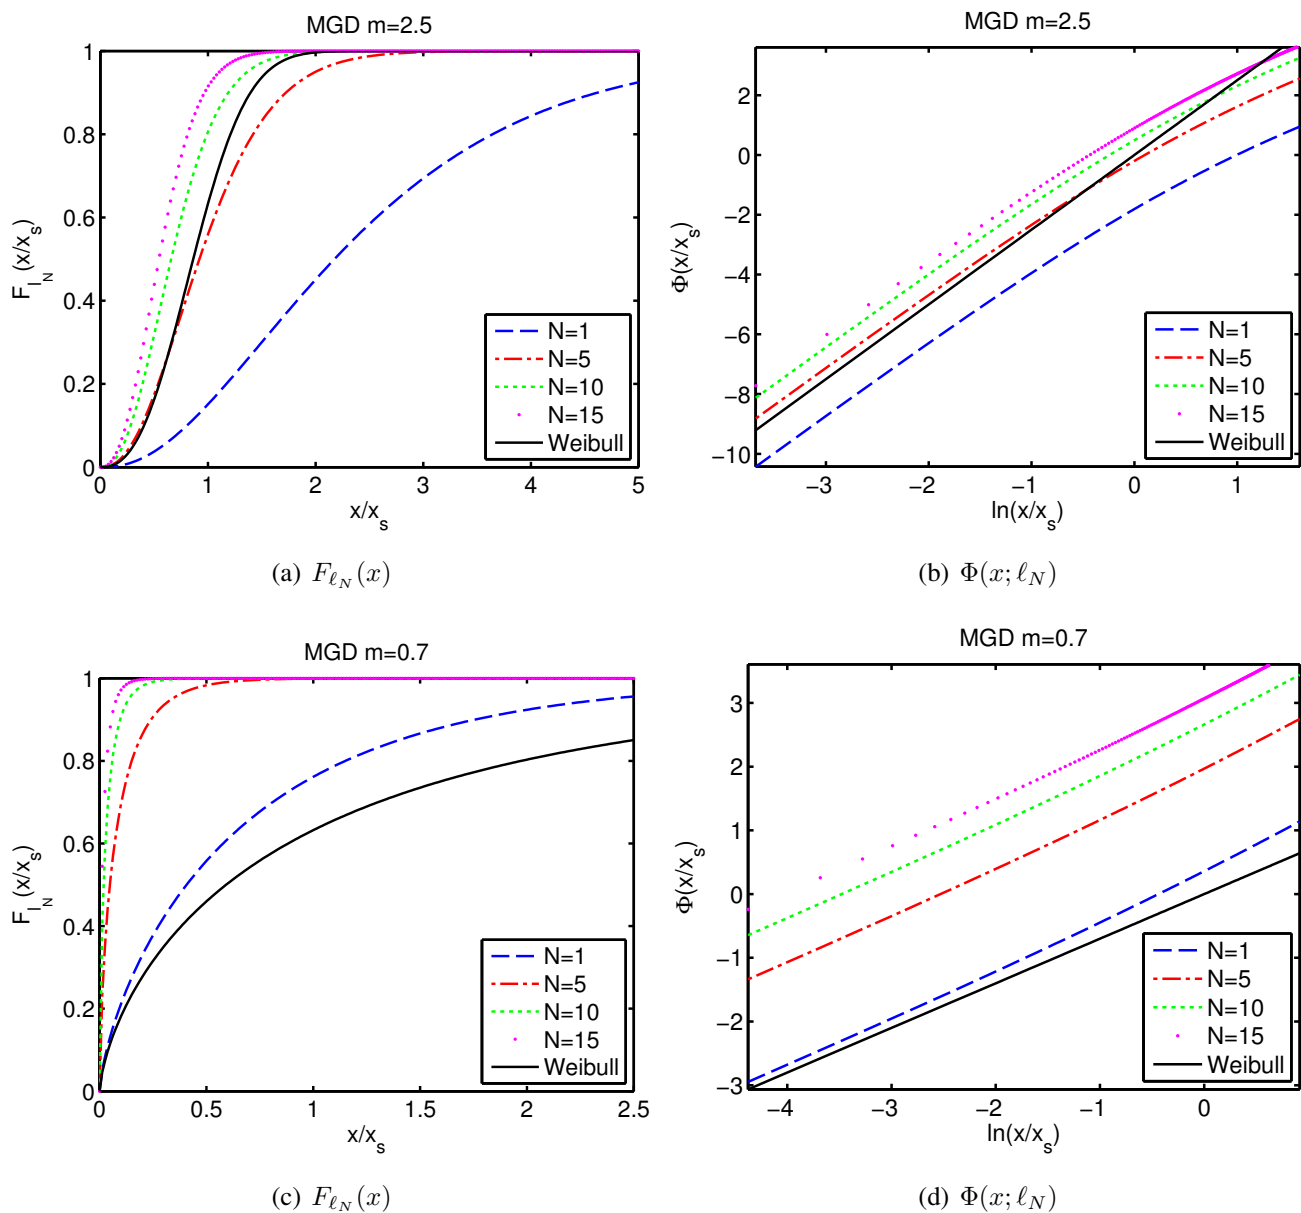 MGD m=2.5
1
0.8
0.6
0.4
0.2
0
0 1 2 3 4 5
F_{l_N}(x/x_s)
x/x_s
N=1
N=5
N=10
N=15
Weibull
(a) F_{ℓ_N}(x)
MGD m=2.5
2
0
−2
−4
−6
−8
−10
−3 −2 −1 0 1
Φ(x/x_s)
ln(x/x_s)
N=1
N=5
N=10
N=15
Weibull
(b) Φ(x; ℓ_N)
MGD m=0.7
1
0.8
0.6
0.4
0.2
0
0 0.5 1 1.5 2 2.5
F_{l_N}(x/x_s)
x/x_s
N=1
N=5
N=10
N=15
Weibull
(c) F_{ℓ_N}(x)
MGD m=0.7
3
2
1
0
−1
−2
−3
−4 −3 −2 −1 0
Φ(x/x_s)
ln(x/x_s)
N=1
N=5
N=10
N=15
Weibull
(d) Φ(x; ℓ_N)